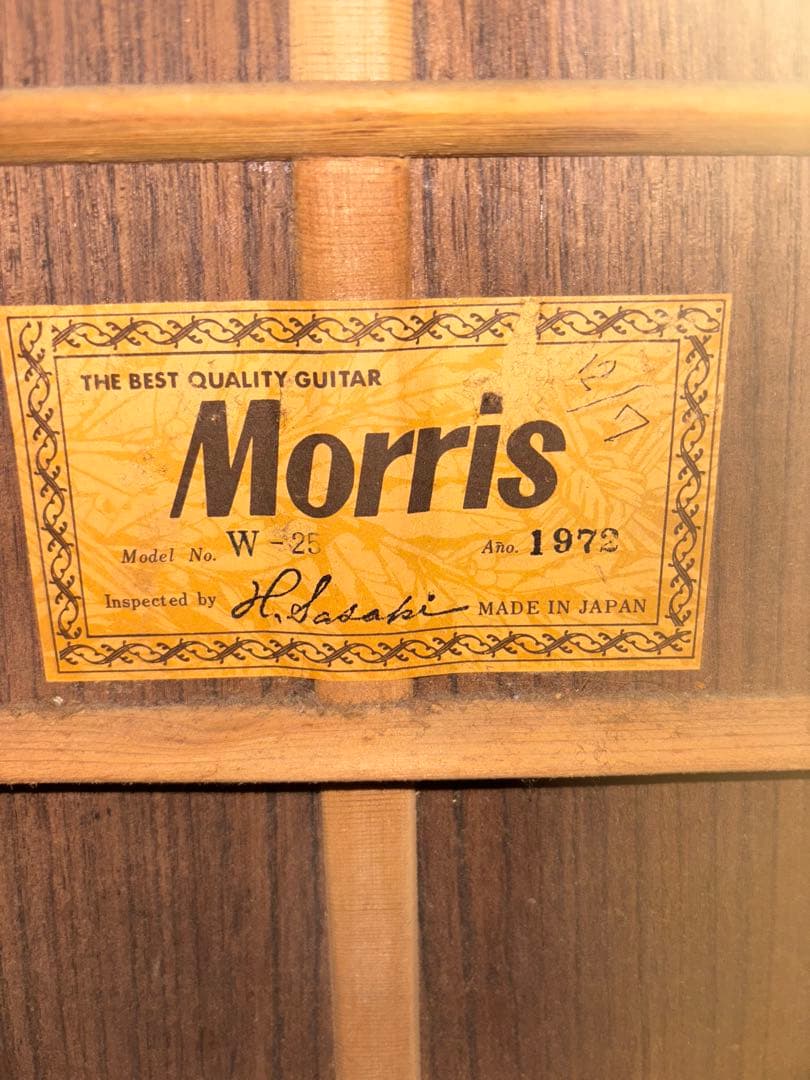 THE BEST QUALITY GUITAR
12/7
Morris
Model No. W-25 Año. 1972
Inspected by H. Sasaki MADE IN JAPAN